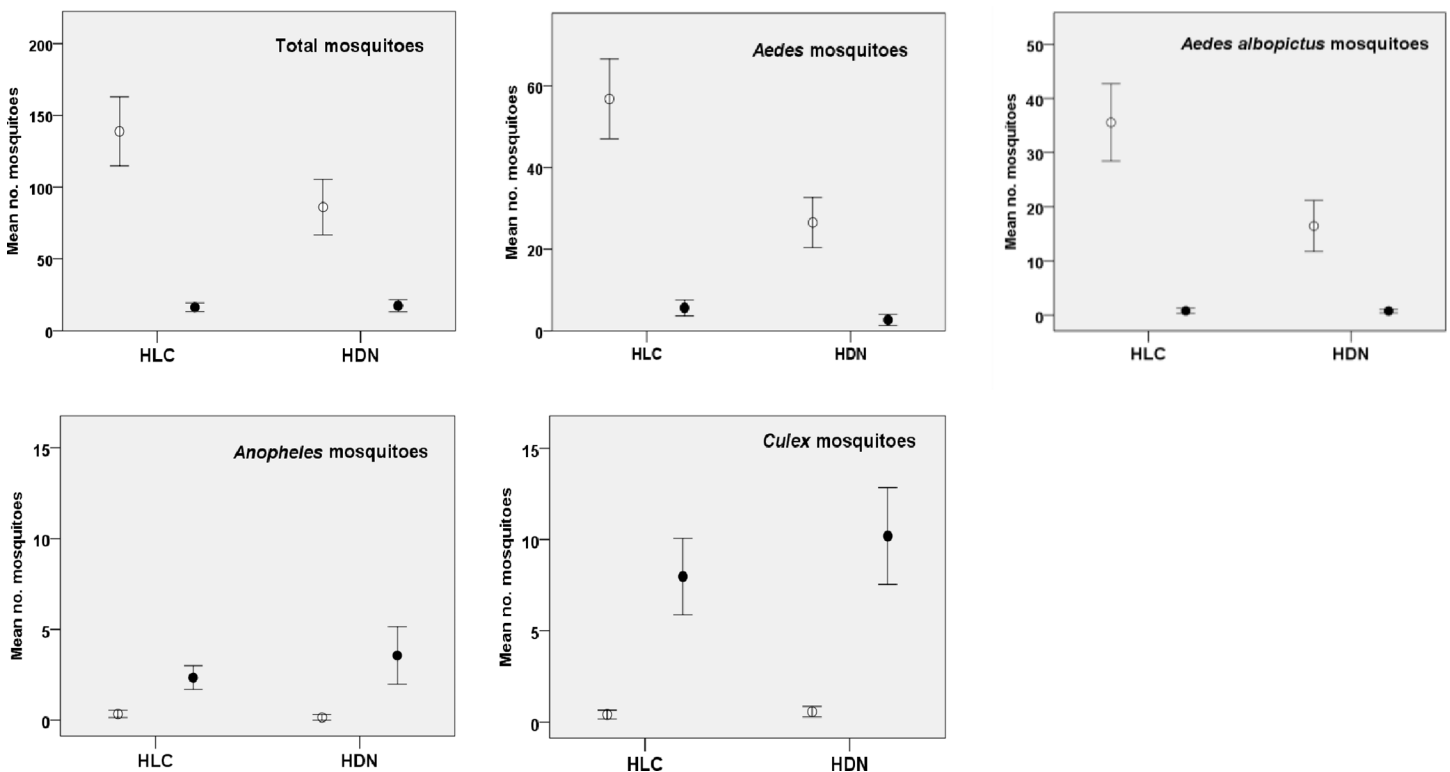 Total mosquitoes
Mean no. mosquitoes
200
150
100
50
0
HLC HDN
Aedes mosquitoes
Mean no. mosquitoes
60
40
20
0
HLC HDN
Aedes albopictus mosquitoes
Mean no. mosquitoes
50
40
30
20
10
0
HLC HDN
Anopheles mosquitoes
Mean no. mosquitoes
15
10
5
0
HLC HDN
Culex mosquitoes
Mean no. mosquitoes
15
10
5
0
HLC HDN